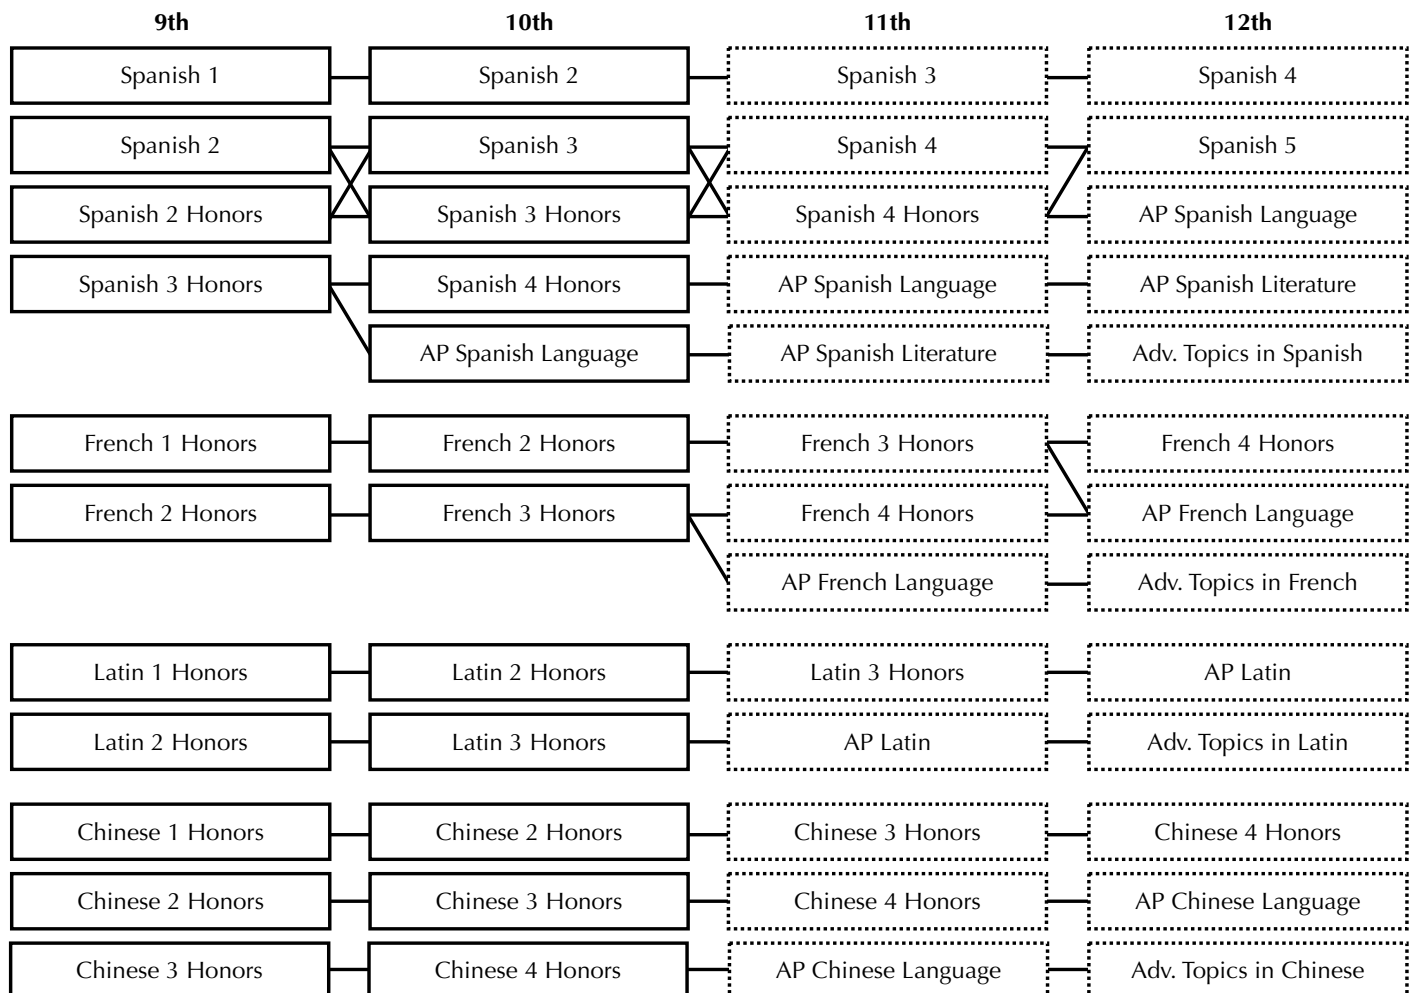 9th 10th 11th 12th
Spanish 1 Spanish 2 Spanish 3 Spanish 4
Spanish 2 Spanish 3 Spanish 4 Spanish 5
Spanish 2 Honors Spanish 3 Honors Spanish 4 Honors AP Spanish Language
Spanish 3 Honors Spanish 4 Honors AP Spanish Language AP Spanish Literature
AP Spanish Language AP Spanish Literature Adv. Topics in Spanish
French 1 Honors French 2 Honors French 3 Honors French 4 Honors
French 2 Honors French 3 Honors French 4 Honors AP French Language
AP French Language Adv. Topics in French
Latin 1 Honors Latin 2 Honors Latin 3 Honors AP Latin
Latin 2 Honors Latin 3 Honors AP Latin Adv. Topics in Latin
Chinese 1 Honors Chinese 2 Honors Chinese 3 Honors Chinese 4 Honors
Chinese 2 Honors Chinese 3 Honors Chinese 4 Honors AP Chinese Language
Chinese 3 Honors Chinese 4 Honors AP Chinese Language Adv. Topics in Chinese